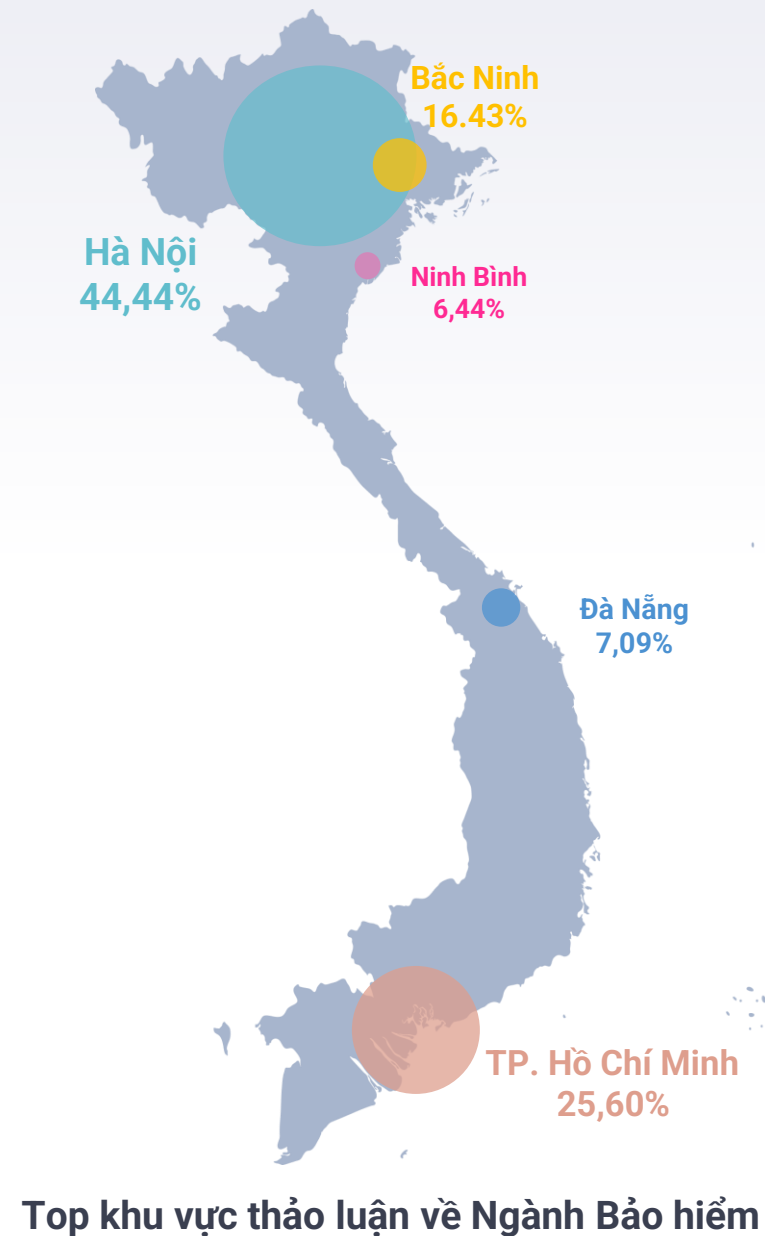 Bắc Ninh
16.43%
Hà Nội
44,44%
Ninh Bình
6,44%
Đà Nẵng
7,09%
TP. Hồ Chí Minh
25,60%
Top khu vực thảo luận về Ngành Bảo hiểm